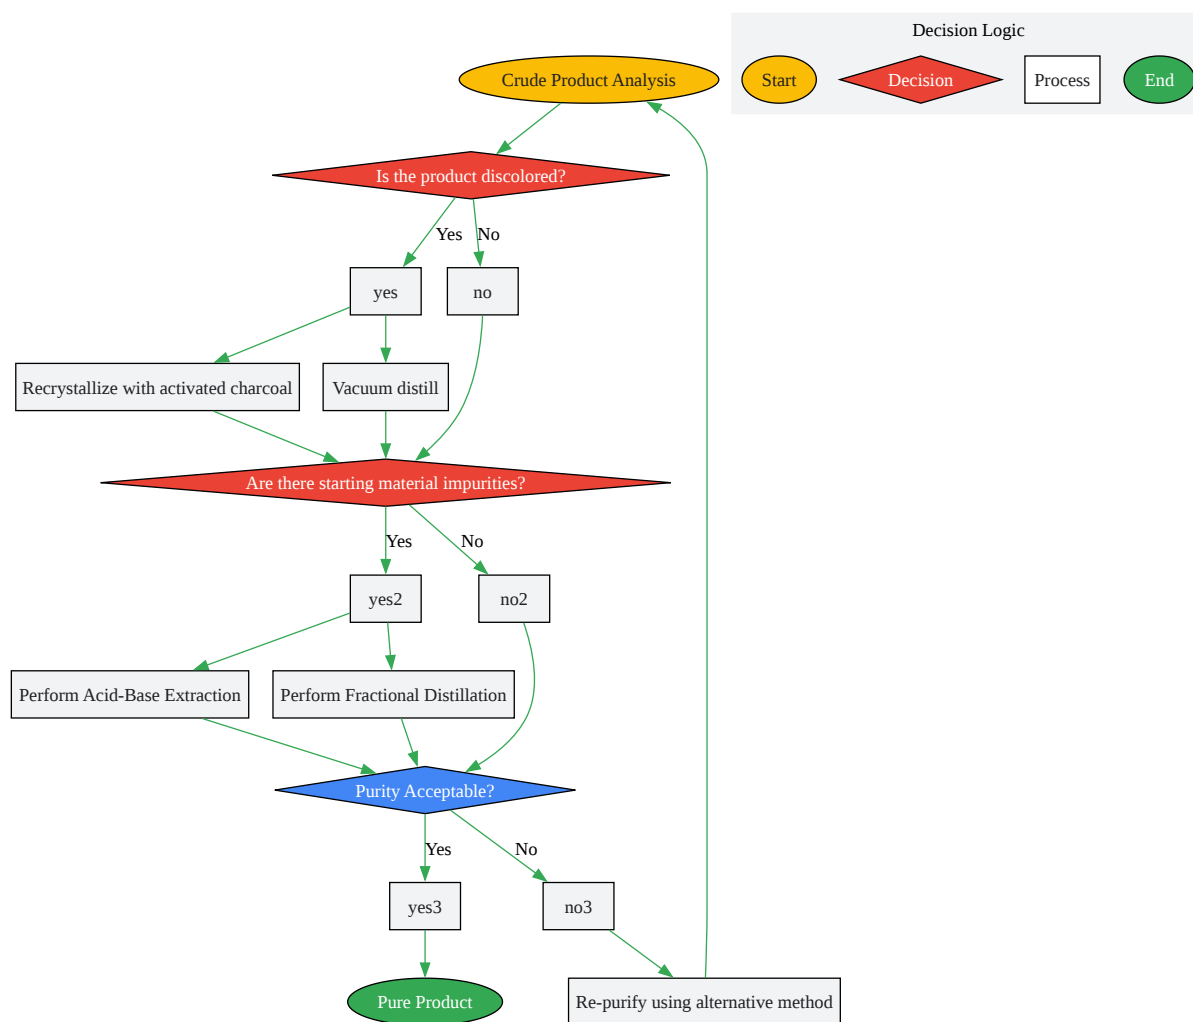 Decision Logic
Crude Product Analysis
Start
Decision
Process
End
Is the product discolored?
Yes
No
yes
no
Recrystallize with activated charcoal
Vacuum distill
Are there starting material impurities?
Yes
No
yes2
no2
Perform Acid-Base Extraction
Perform Fractional Distillation
Purity Acceptable?
Yes
No
yes3
no3
Pure Product
Re-purify using alternative method